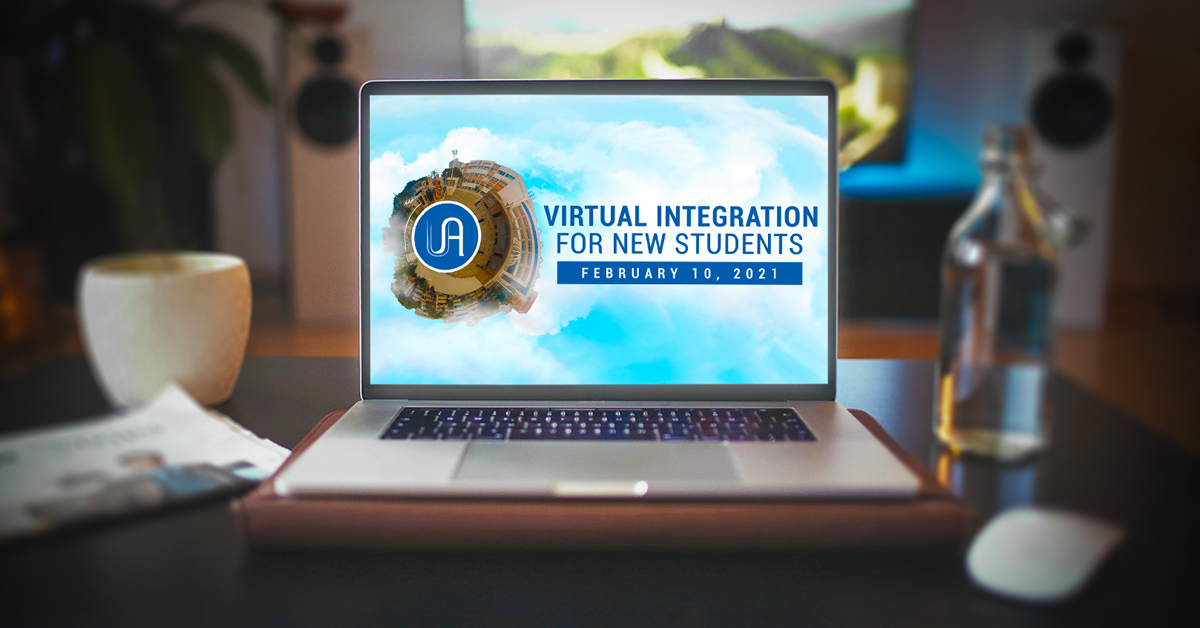 UA
VIRTUAL INTEGRATION
FOR NEW STUDENTS
FEBRUARY 10, 2021